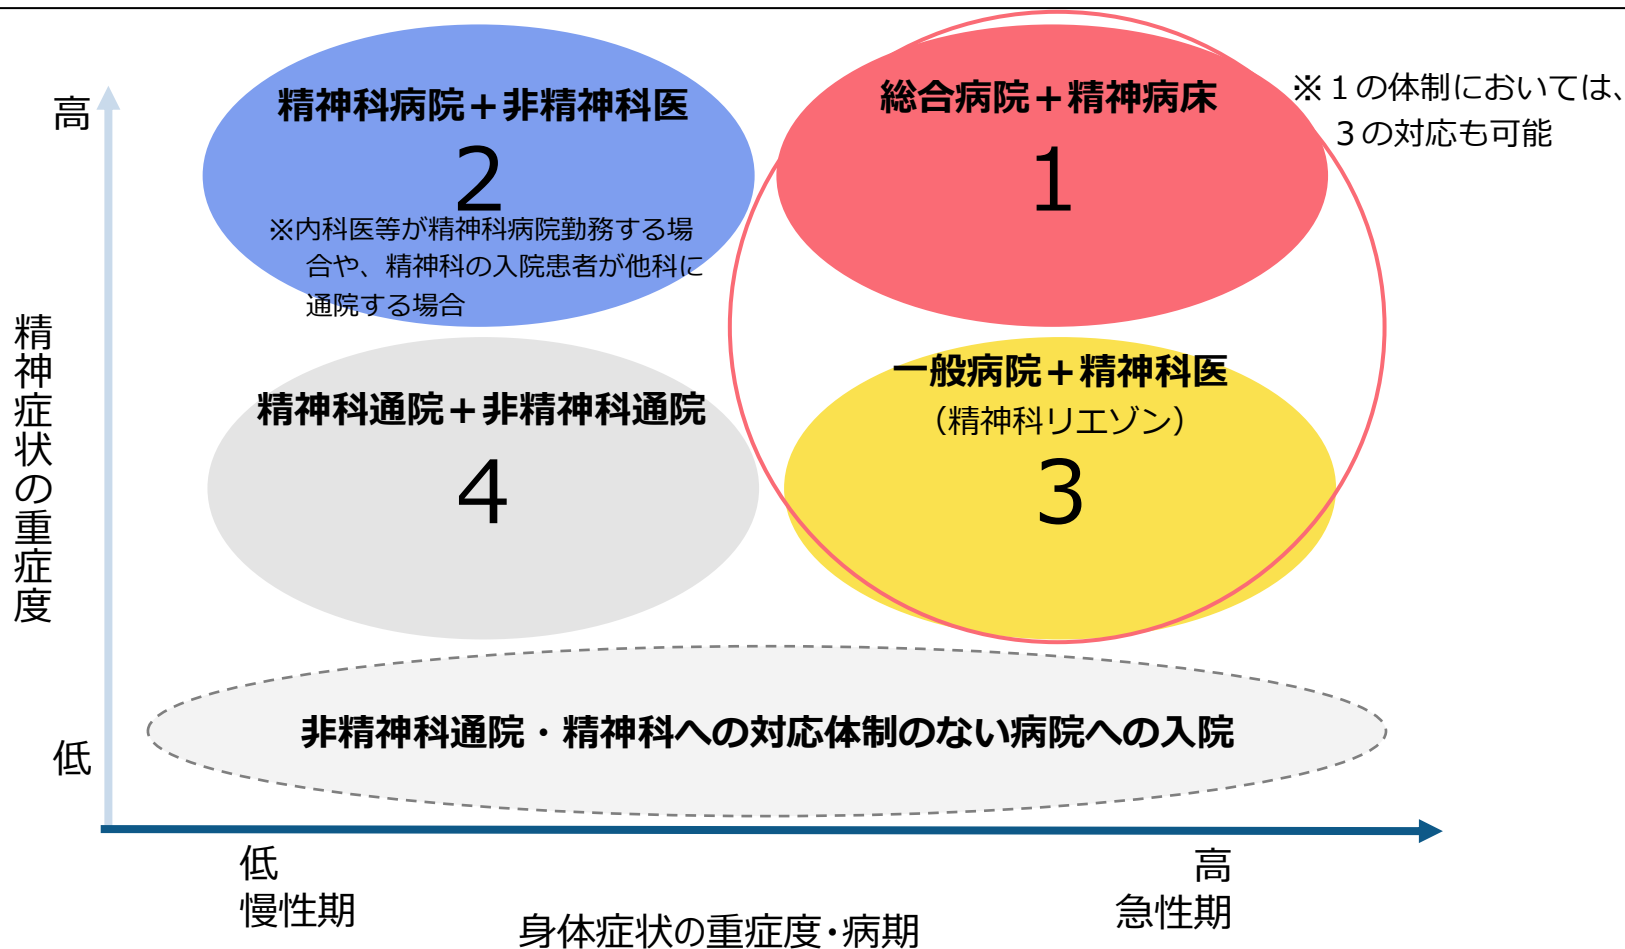 高
精神科病院＋非精神科医
2
※内科医等が精神科病院勤務する場
合や、精神科の入院患者が他科に
通院する場合
総合病院＋精神病床
1
※１の体制においては、
３の対応も可能
精神症状の重症度
精神科通院＋非精神科通院
4
一般病院＋精神科医
（精神科リエゾン）
3
非精神科通院・精神科への対応体制のない病院への入院
低
低
慢性期
身体症状の重症度・病期
高
急性期